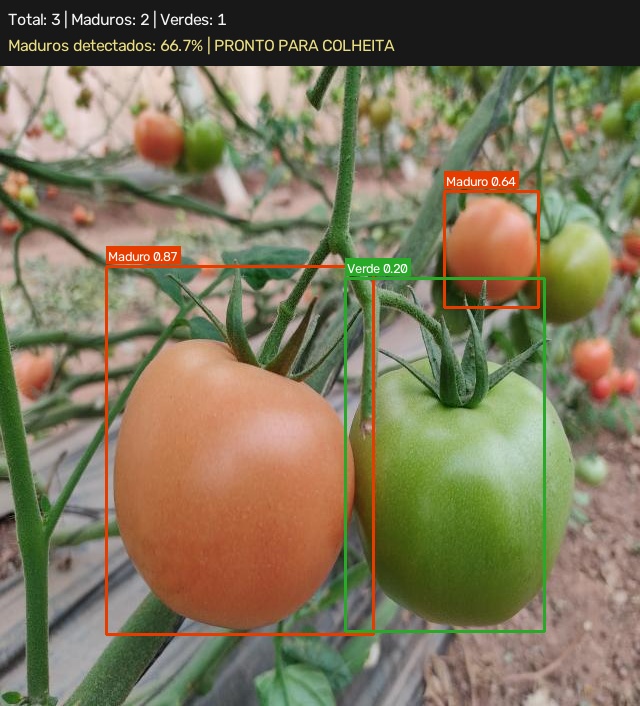 Total: 3 | Maduros: 2 | Verdes: 1
Maduros detectados: 66.7% | PRONTO PARA COLHEITA
Maduro 0.64
Maduro 0.87
Verde 0.20